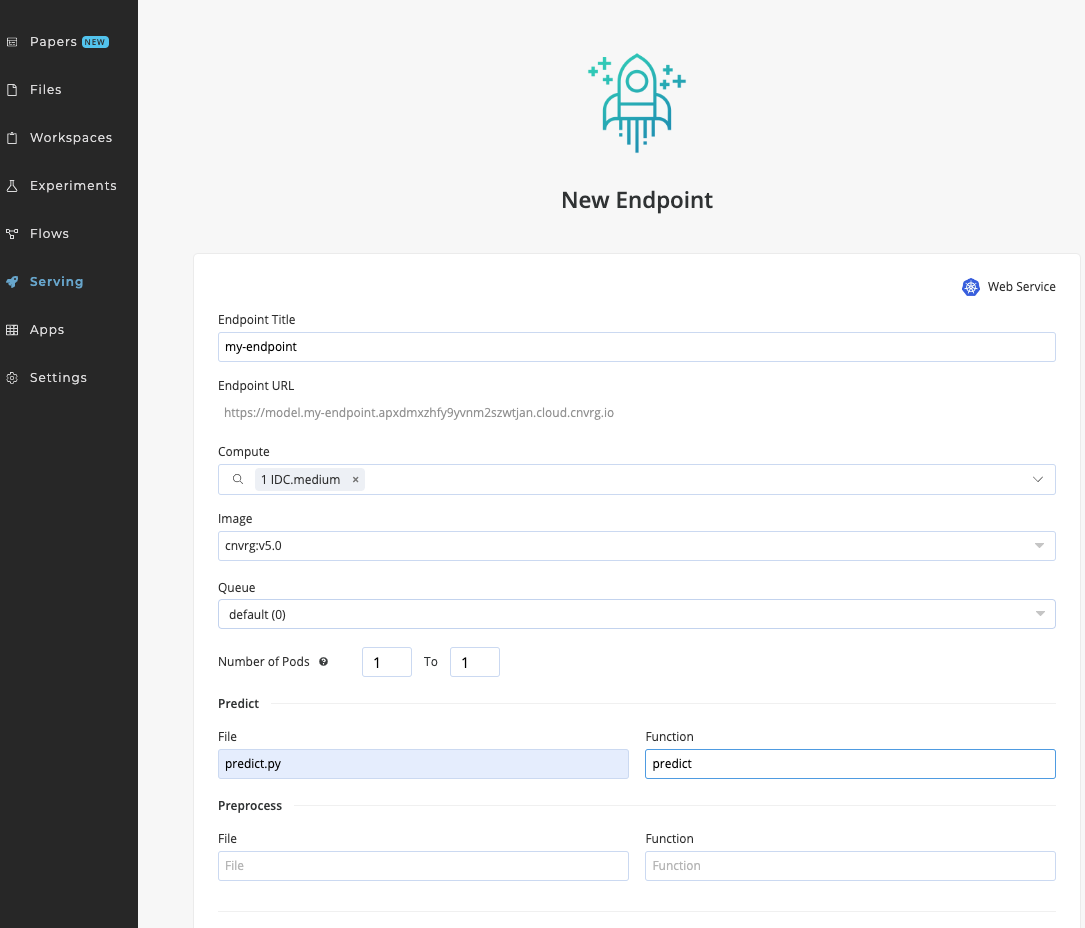 Papers NEW
Files
Workspaces
Experiments
Flows
Serving
Apps
Settings
New Endpoint
Web Service
Endpoint Title
my-endpoint
Endpoint URL
https://model.my-endpoint.apxdmxzhfy9yvnm2szwtjan.cloud.cnvrg.io
Compute
1 IDC.medium ×
Image
cnvrg:v5.0
Queue
default (0)
Number of Pods ? 1 To 1
Predict
File Function
predict.py predict
Preprocess
File Function
File Function